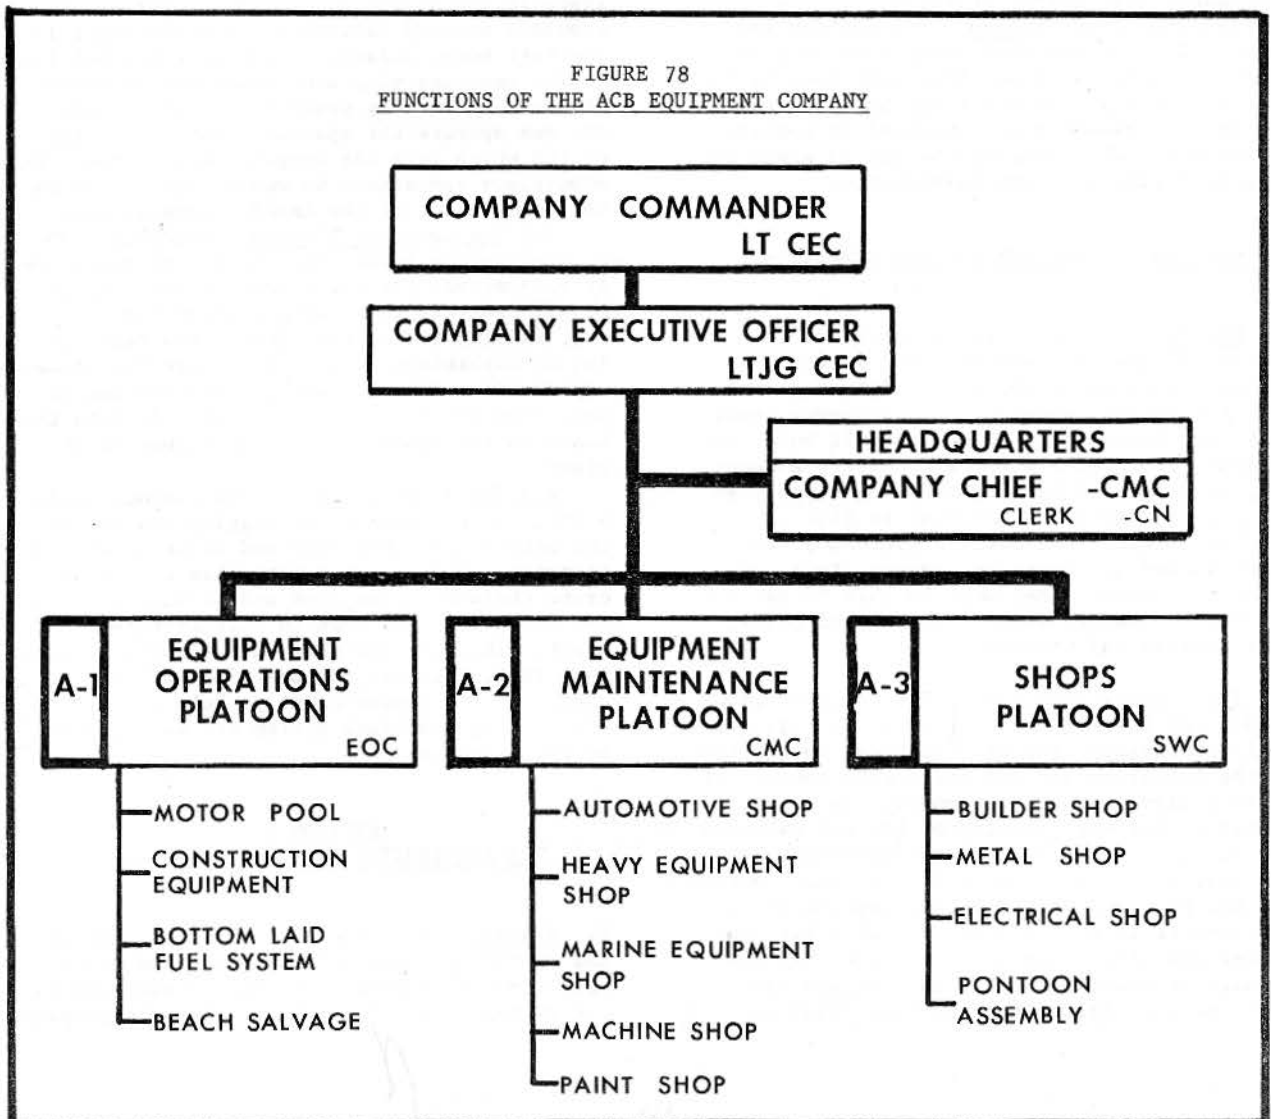 FIGURE 78
FUNCTIONS OF THE ACB EQUIPMENT COMPANY
COMPANY COMMANDER
LT CEC
COMPANY EXECUTIVE OFFICER
LTJG CEC
HEADQUARTERS
COMPANY CHIEF -CMC
CLERK -CN
A-1
EQUIPMENT
OPERATIONS
PLATOON
EOC
MOTOR POOL
CONSTRUCTION
EQUIPMENT
BOTTOM LAID
FUEL SYSTEM
BEACH SALVAGE
A-2
EQUIPMENT
MAINTENANCE
PLATOON
CMC
AUTOMOTIVE SHOP
HEAVY EQUIPMENT
SHOP
MARINE EQUIPMENT
SHOP
MACHINE SHOP
PAINT SHOP
A-3
SHOPS
PLATOON
SWC
BUILDER SHOP
METAL SHOP
ELECTRICAL SHOP
PONTOON
ASSEMBLY